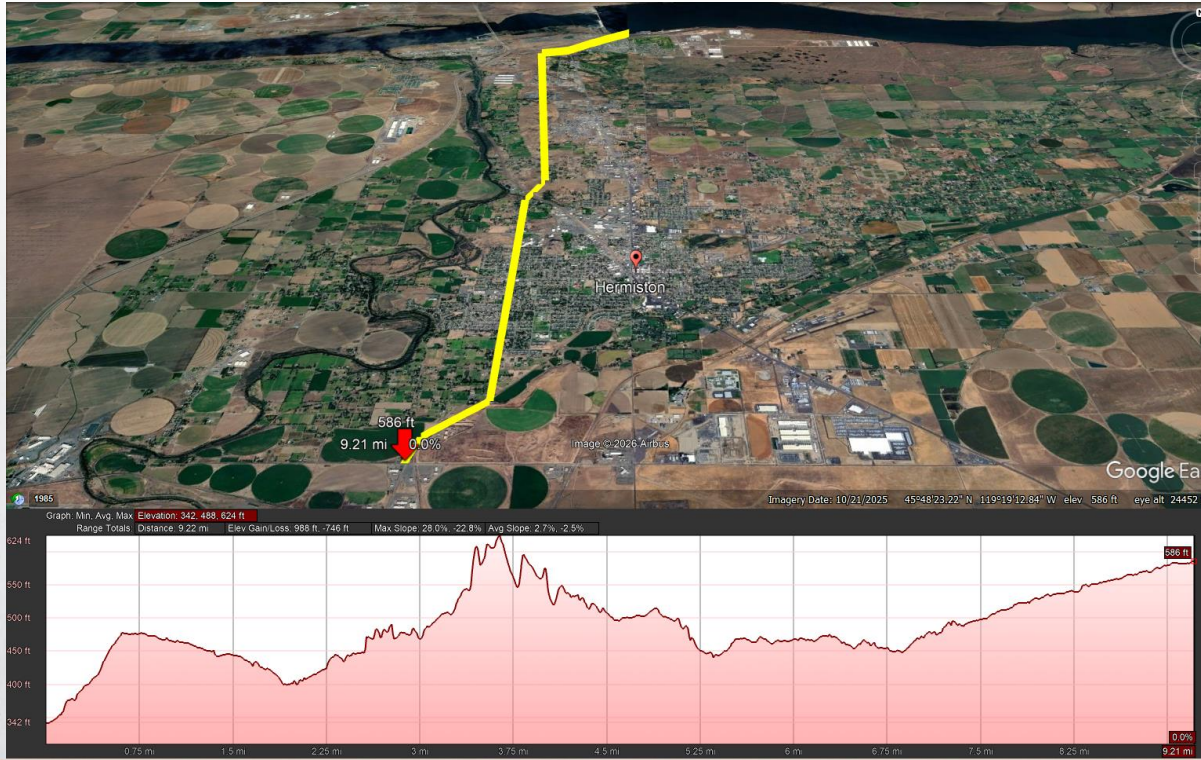 Hermiston
586 ft
9.21 mi 0.0%
Image © 2026 Airbus
Google Ea
1985
Imagery Date: 10/21/2025 45°48'23.22" N 119°19'12.84" W elev 586 ft eye alt 24452
Graph: Min, Avg, Max Elevation: 342, 488, 624 ft
Range Totals: Distance: 9.22 mi Elev Gain/Loss: 988 ft, -746 ft Max Slope: 28.0%, -22.8% Avg Slope: 2.7%, -2.5%
624 ft
586 ft
550 ft
500 ft
450 ft
400 ft
342 ft
0.0%
0.75 mi 1.5 mi 2.25 mi 3 mi 3.75 mi 4.5 mi 5.25 mi 6 mi 6.75 mi 7.5 mi 8.25 mi 9.21 mi